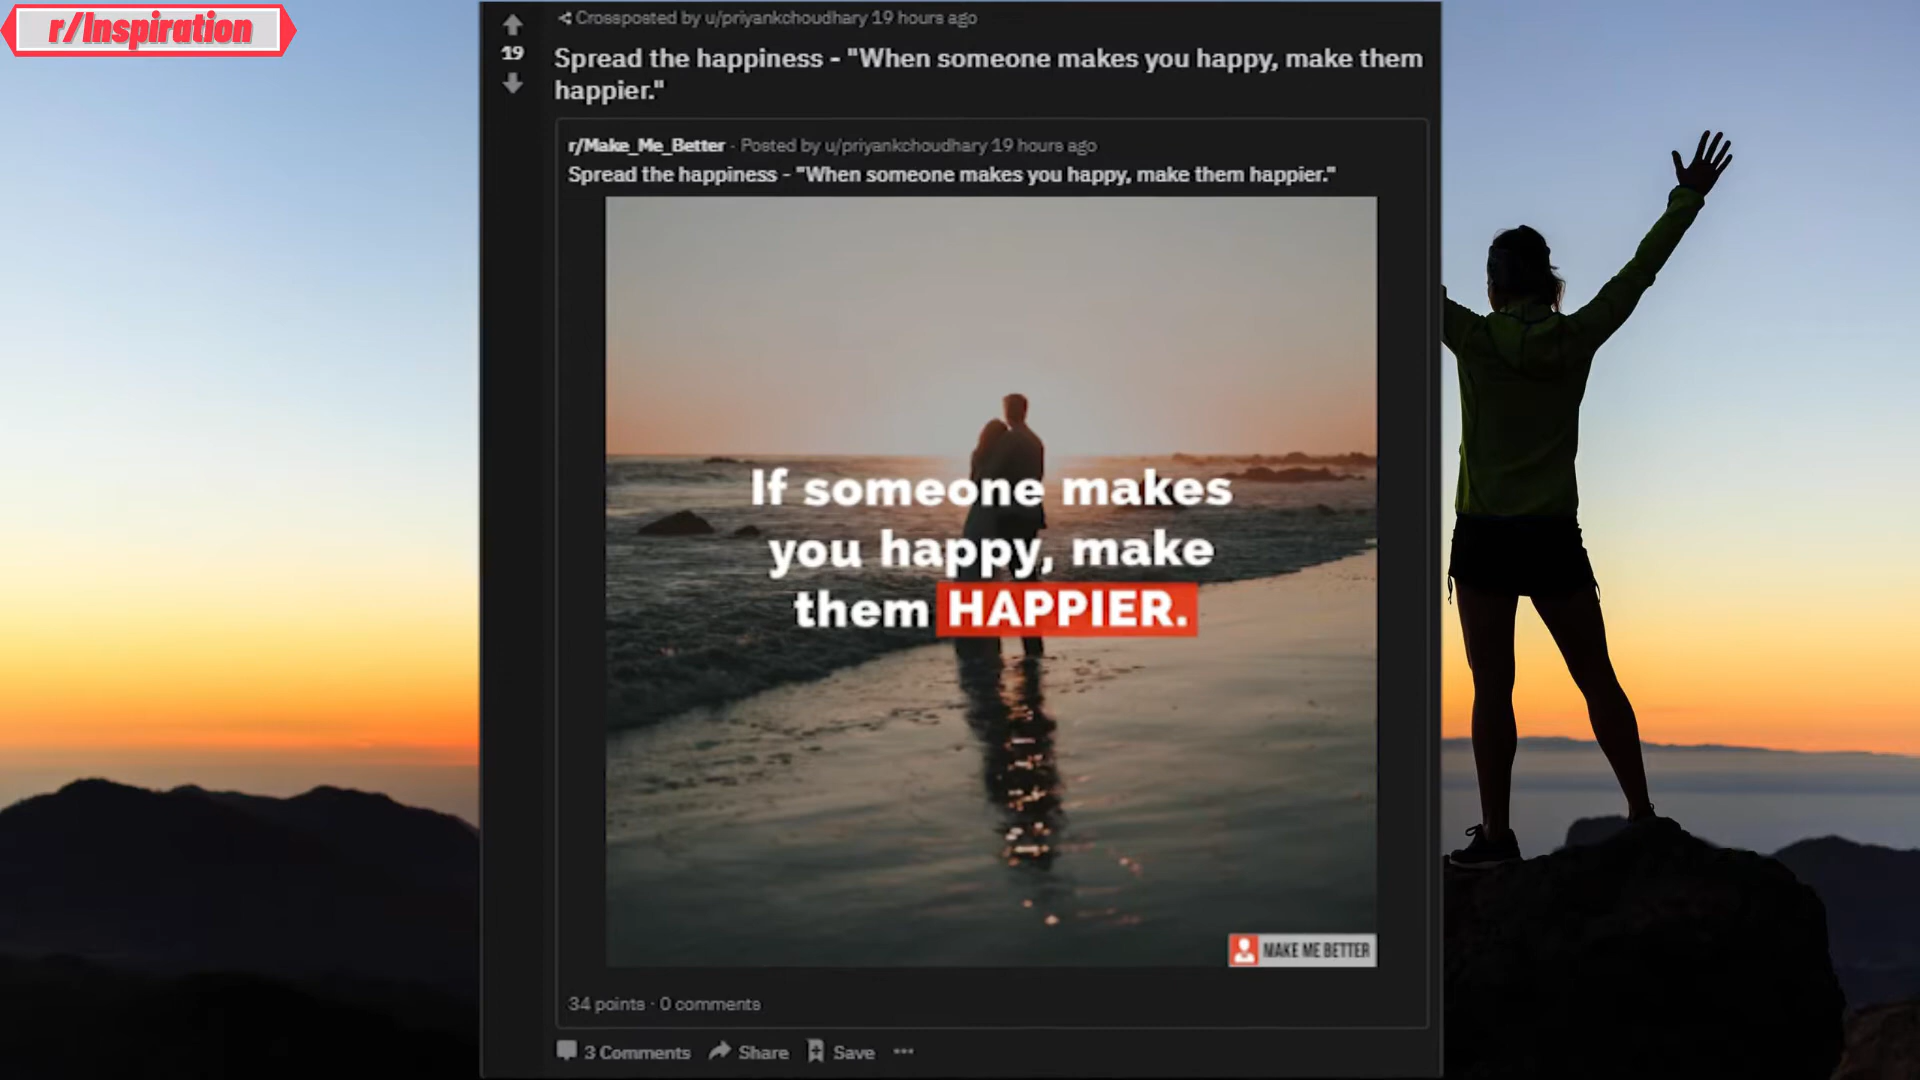 r/Inspiration
Crossposted by u/priyankchoudhary 19 hours ago
19
Spread the happiness - "When someone makes you happy, make them
happier."
r/Make_Me_Better · Posted by u/priyankchoudhary 19 hours ago
Spread the happiness - "When someone makes you happy, make them happier."
If someone makes
you happy, make
them HAPPIER.
MAKE ME BETTER
34 points · 0 comments
3 Comments Share Save ···